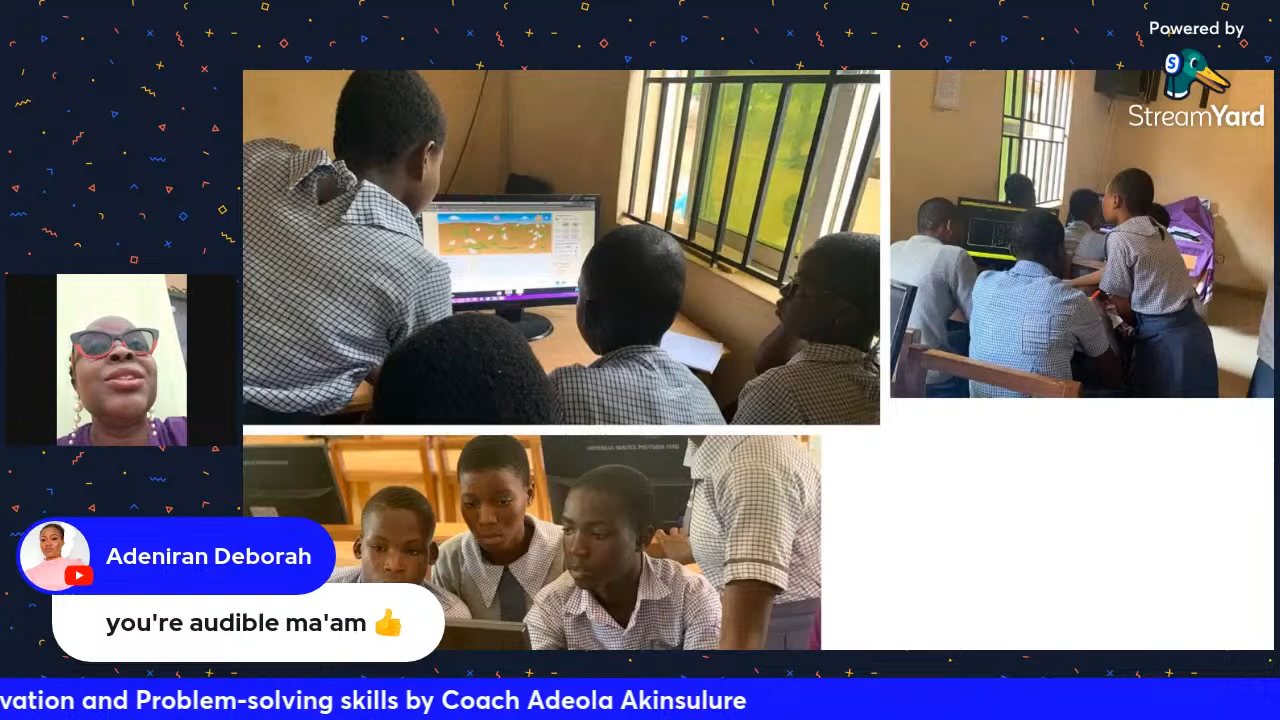 Powered by
StreamYard
Adeniran Deborah
you're audible ma'am 👍
vation and Problem-solving skills by Coach Adeola Akinsulure